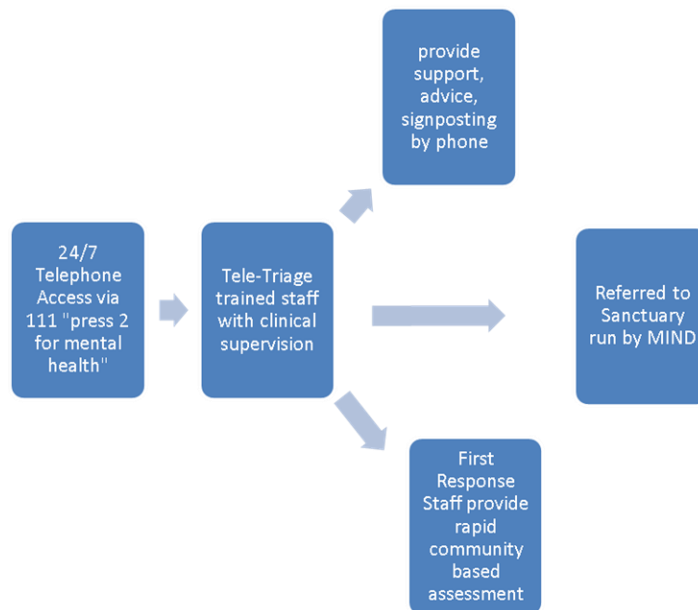 provide
support,
advice,
signposting
by phone
24/7
Telephone
Access via
111 "press 2
for mental
health"
Tele-Triage
trained staff
with clinical
supervision
Referred to
Sanctuary
run by MIND
First
Response
Staff provide
rapid
community
based
assessment